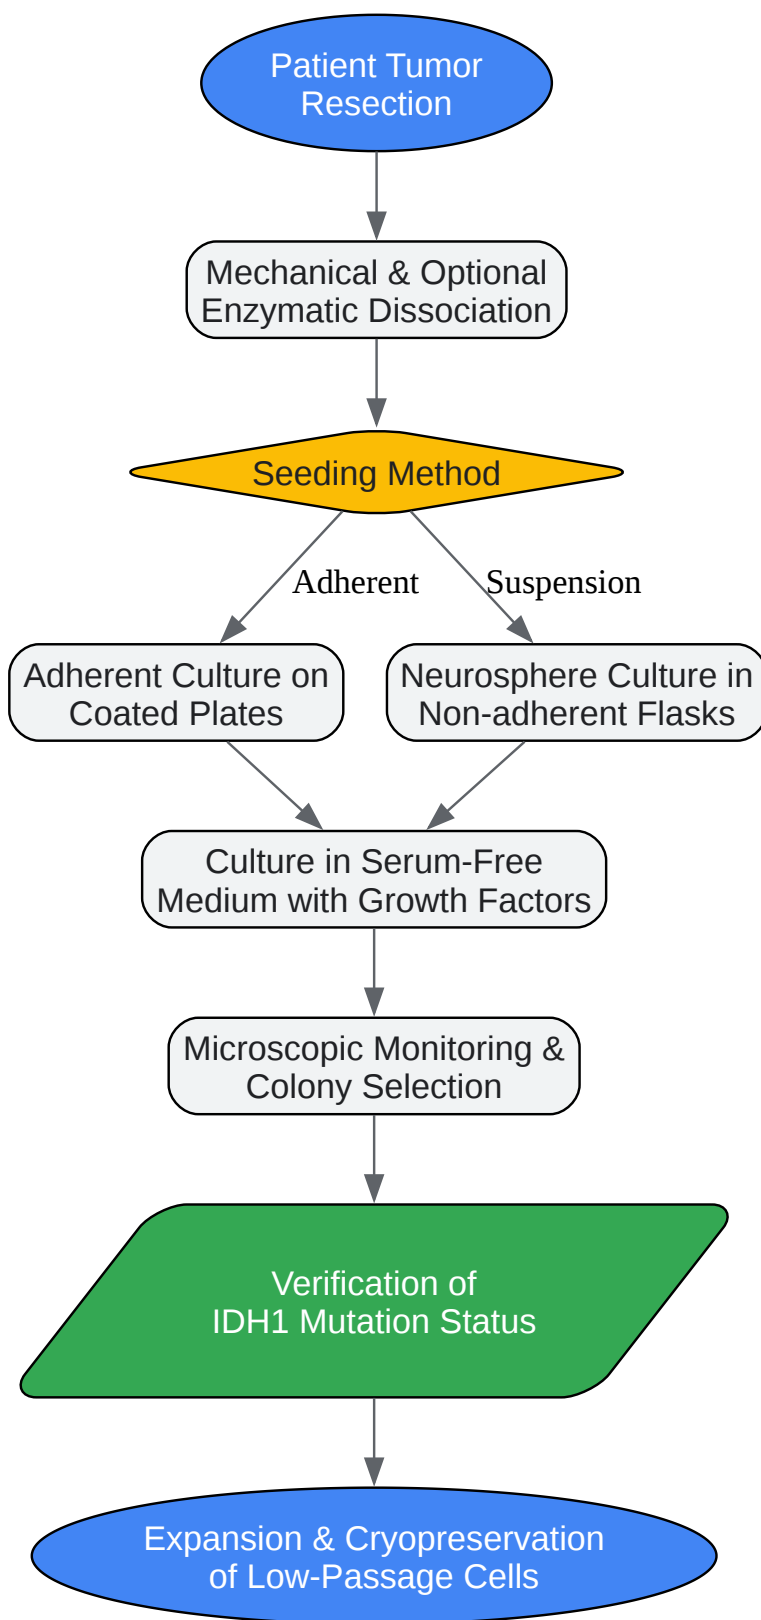 Patient Tumor
Resection
Mechanical & Optional
Enzymatic Dissociation
Seeding Method
Adherent
Suspension
Adherent Culture on
Coated Plates
Neurosphere Culture in
Non-adherent Flasks
Culture in Serum-Free
Medium with Growth Factors
Microscopic Monitoring &
Colony Selection
Verification of
IDH1 Mutation Status
Expansion & Cryopreservation
of Low-Passage Cells